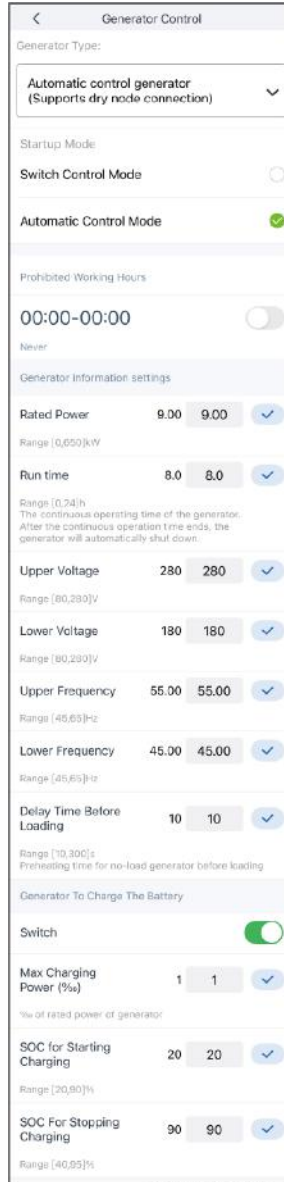 Generator Control
Generator Type:
Automatic control generator
(Supports dry node connection)
Startup Mode
Switch Control Mode
Automatic Control Mode
Prohibited Working Hours
00:00-00:00
Never
Generator information settings
Rated Power 9.00 9.00
Range [0,650]kW
Run time 8.0 8.0
Range [0,24]h
The continuous operating time of the generator.
After the continuous operation time ends, the
generator will automatically shut down.
Upper Voltage 280 280
Range [80,280]V
Lower Voltage 180 180
Range [80,280]V
Upper Frequency 55.00 55.00
Range [45,65]Hz
Lower Frequency 45.00 45.00
Range [45,65]Hz
Delay Time Before
Loading 10 10
Range [10,300]s
Preheating time for no-load generator before loading
Generator To Charge The Battery
Switch
Max Charging
Power (‰) 1 1
‰ of rated power of generator
SOC for Starting
Charging 20 20
Range [20,90]%
SOC For Stopping
Charging 90 90
Range [40,95]%